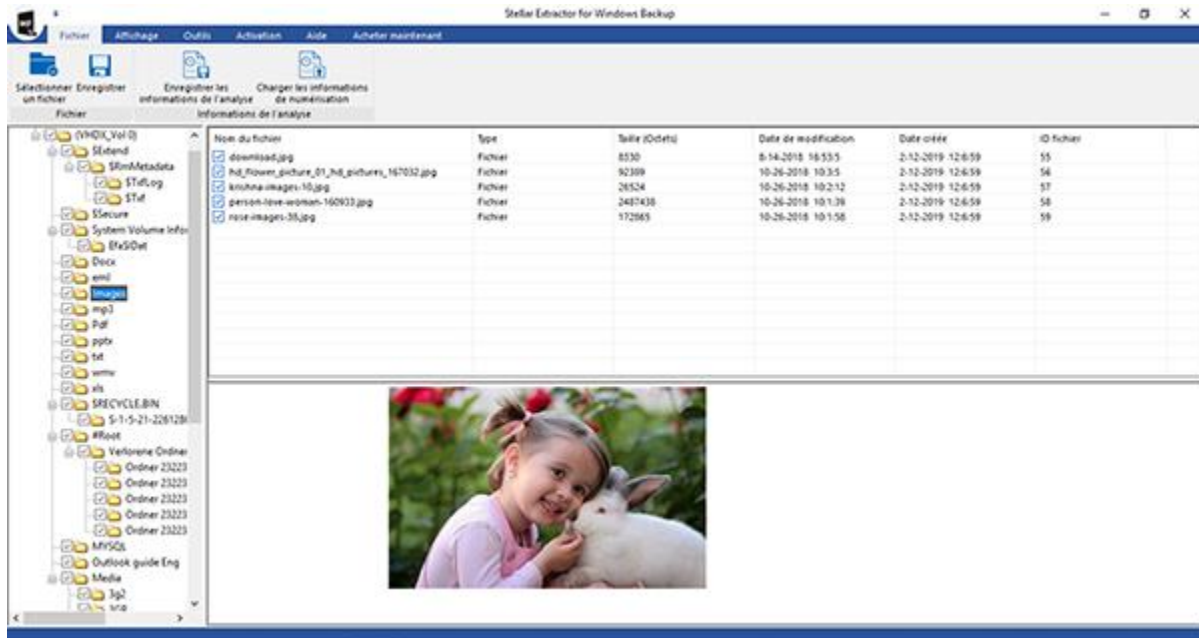 Stellar Extractor for Windows Backup
Fichier Affichage Outils Activation Aide Acheter maintenant
Sélectionner un fichier
Enregistrer
Enregistrer les informations de l'analyse
Charger les informations de numérisation
Fichier
Informations de l'analyse
(VHDX_Vol 0)
$Extend
$RmMetadata
$TxfLog
$Txf
$Secure
System Volume Infor
EfaSIDat
Docx
eml
Images
mp3
Pdf
pptx
txt
wmv
xls
$RECYCLE.BIN
#Root
Verlorene Ordner
Ordner 23223
Ordner 23223
Ordner 23223
Ordner 23223
Ordner 23223
MYSQL
Outlook guide Eng
Media
3g2
Nom du fichier Type Taille (Octets) Date de modification Date créée ID fichier
download.jpg Fichier 8330 8-14-2018 16:53:5 2-12-2019 12:6:59 55
hd_flower_picture_01_hd_pictures_167032.jpg Fichier 92389 10-26-2018 10:3:5 2-12-2019 12:6:59 56
krishna-images-10.jpg Fichier 26524 10-26-2018 10:2:12 2-12-2019 12:6:59 57
person-love-woman-160933.jpg Fichier 2487438 10-26-2018 10:1:39 2-12-2019 12:6:59 58
rose-images-38.jpg Fichier 172865 10-26-2018 10:1:58 2-12-2019 12:6:59 59